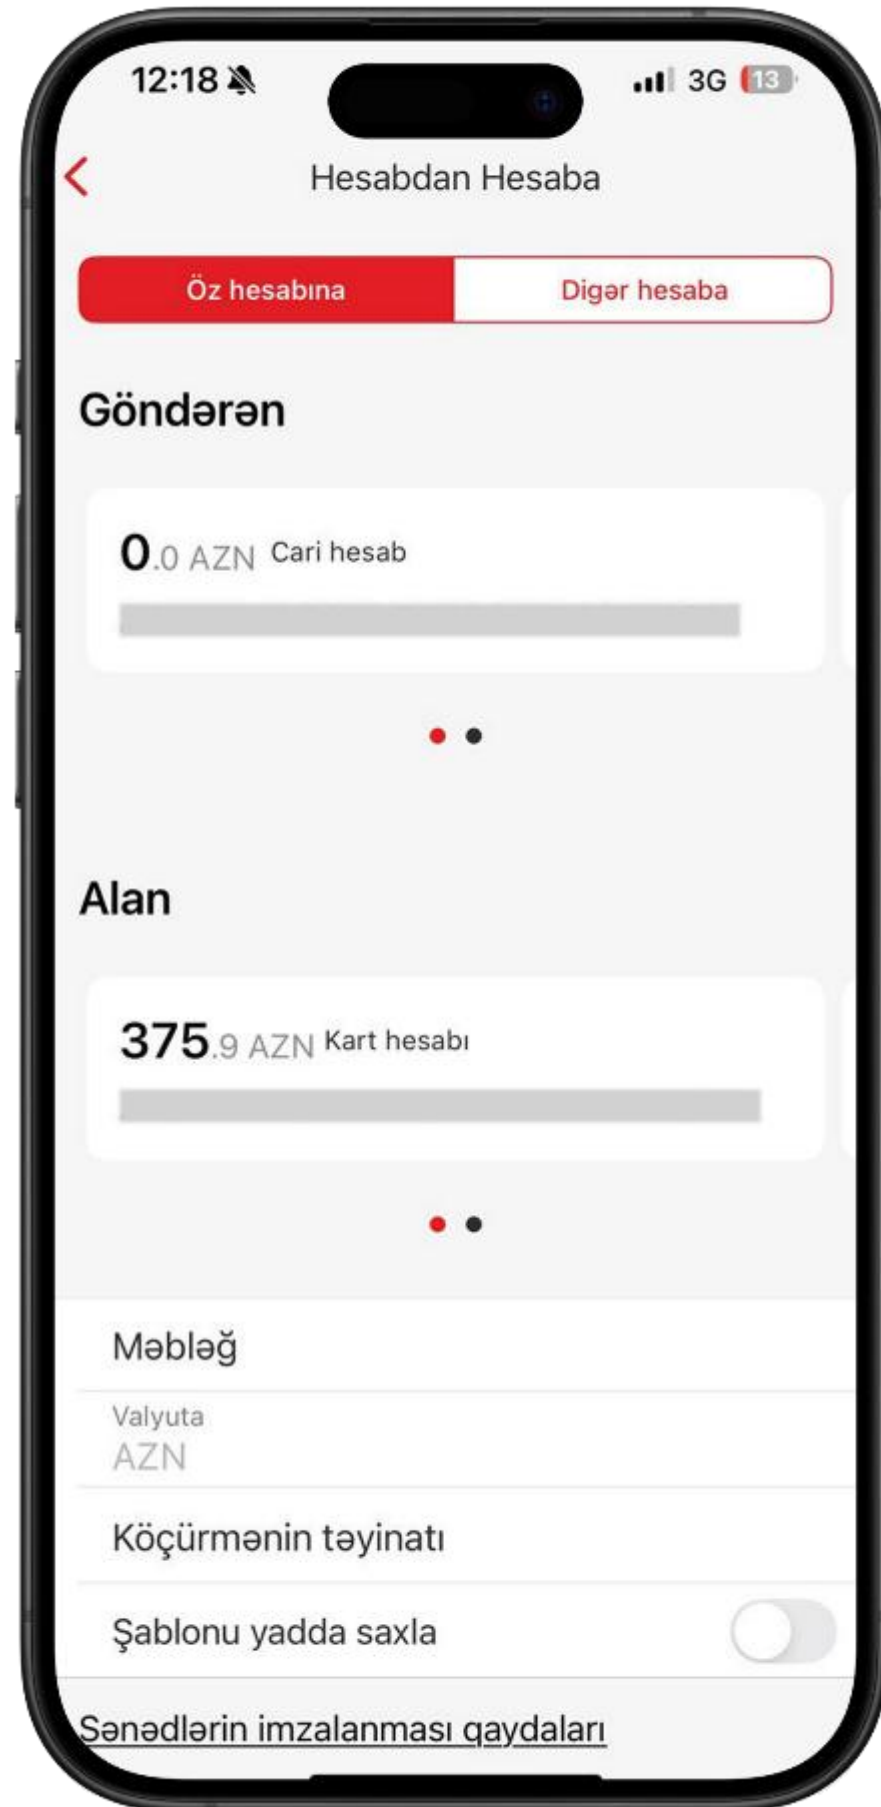 12:18 3G 13
Hesabdan Hesaba
Öz hesabına Digər hesaba
Göndərən
0.0 AZN Cari hesab
Alan
375.9 AZN Kart hesabı
Məbləğ
Valyuta
AZN
Köçürmənin təyinatı
Şablonu yadda saxla
Sənədlərin imzalanması qaydaları